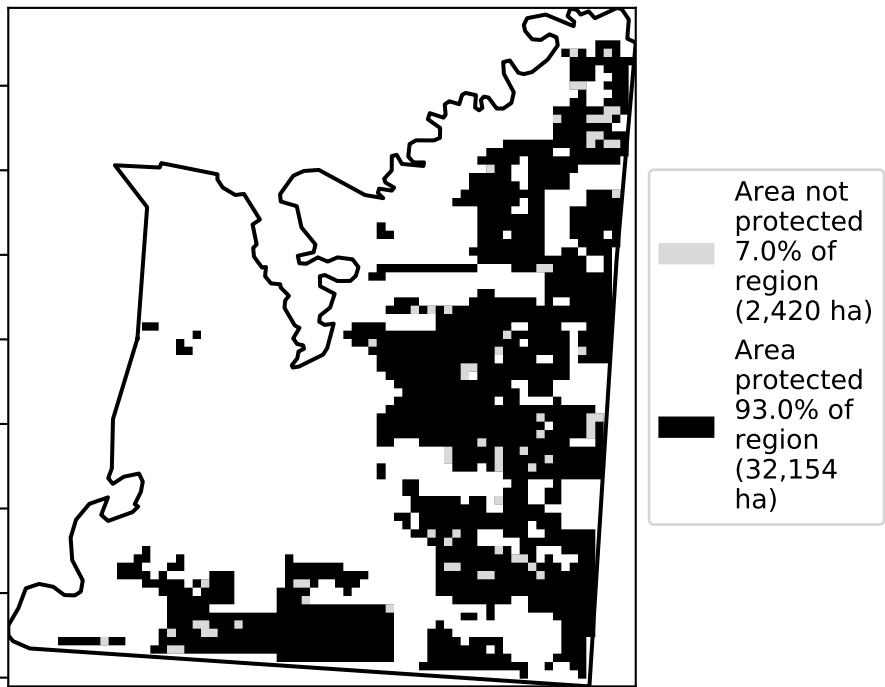 Area not
protected
7.0% of
region
(2,420 ha)
Area
protected
93.0% of
region
(32,154
ha)